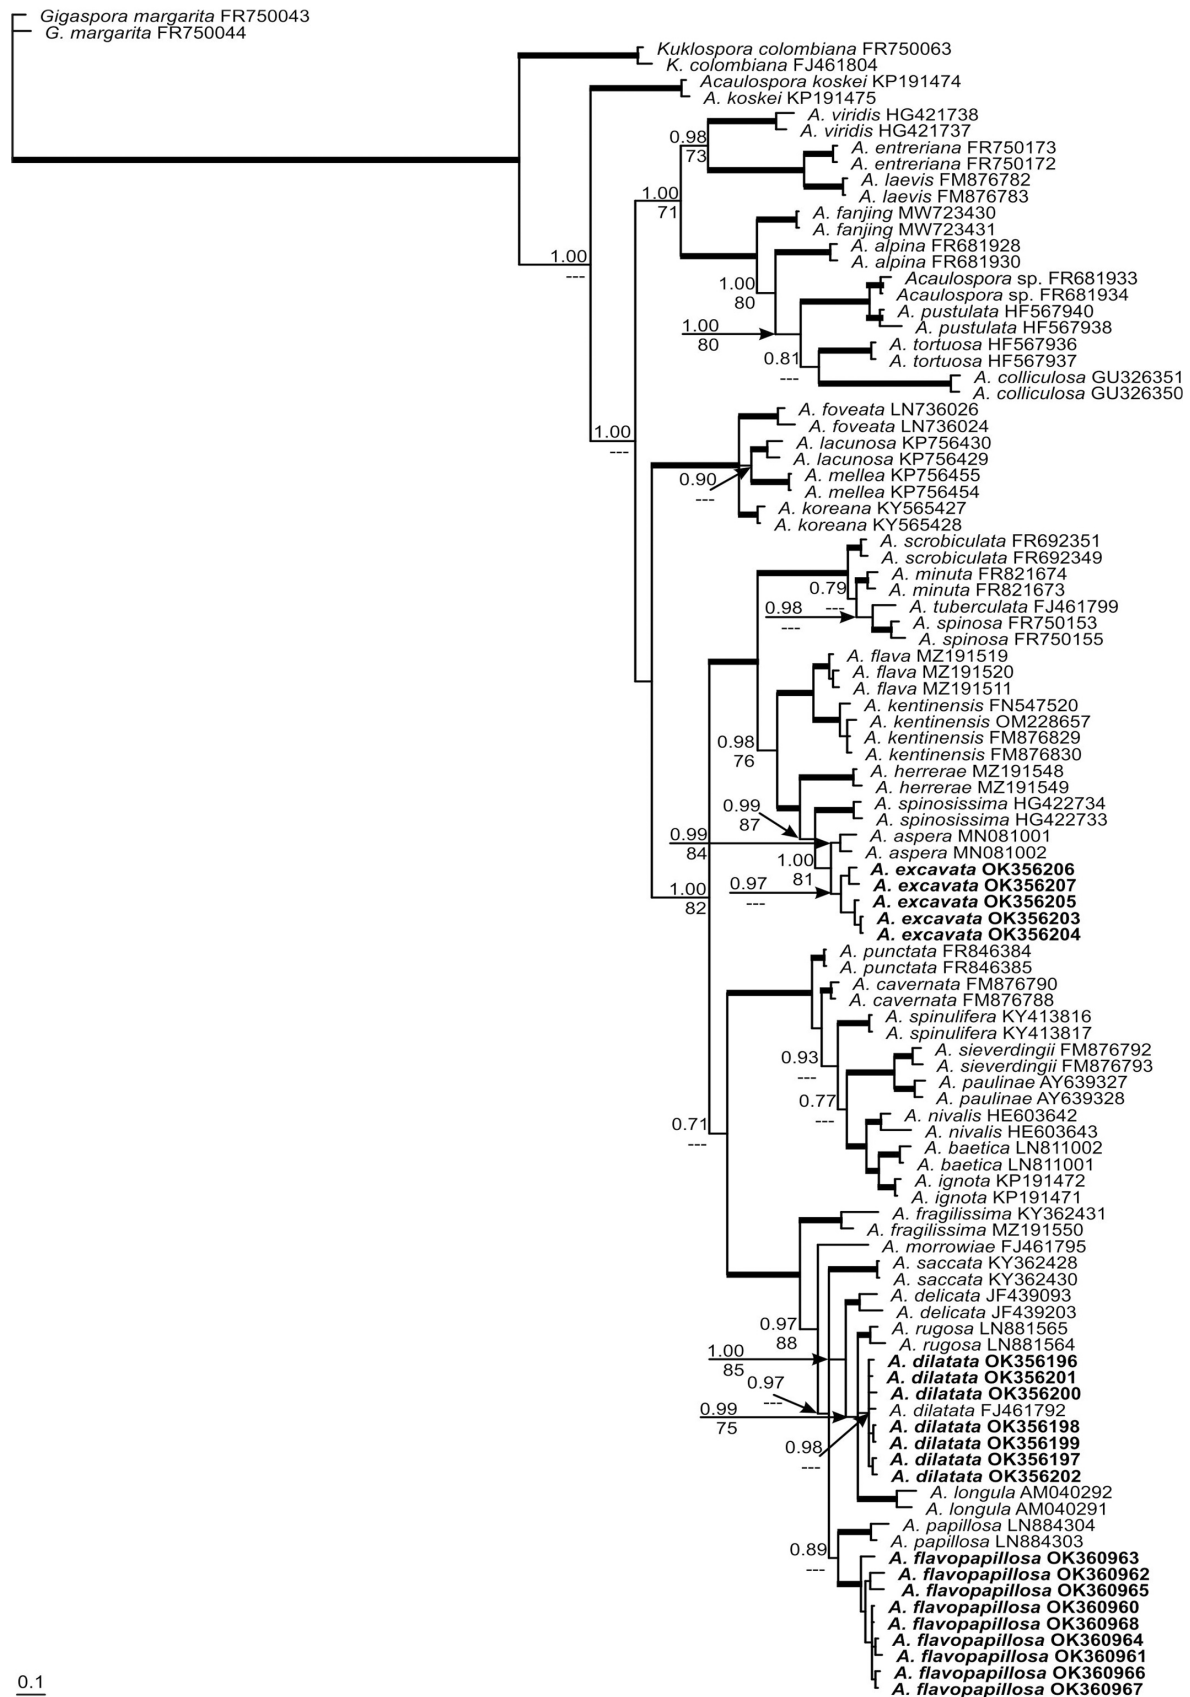 Gigaspora margarita FR750043
G. margarita FR750044
Kuklospora colombiana FR750063
K. colombiana FJ461804
Acaulospora koskei KP191474
A. koskei KP191475
A. viridis HG421738
0.98
A. viridis HG421737
73
A. entreriana FR750173
A. entreriana FR750172
A. laevis FM876782
1.00
A. laevis FM876783
71
A. fanjing MW723430
A. fanjing MW723431
A. alpina FR681928
1.00
---
A. alpina FR681930
Acaulospora sp. FR681933
1.00
80
Acaulospora sp. FR681934
A. pustulata HF567940
1.00
80
A. pustulata HF567938
A. tortuosa HF567936
0.81
---
A. tortuosa HF567937
A. colliculosa GU326351
A. colliculosa GU326350
A. foveata LN736026
A. foveata LN736024
1.00
---
A. lacunosa KP756430
A. lacunosa KP756429
0.90
---
A. mellea KP756455
A. mellea KP756454
A. koreana KY565427
A. koreana KY565428
A. scrobiculata FR692351
A. scrobiculata FR692349
A. minuta FR821674
0.79
---
A. minuta FR821673
0.98
---
A. tuberculata FJ461799
A. spinosa FR750153
A. spinosa FR750155
A. flava MZ191519
A. flava MZ191520
A. flava MZ191511
A. kentinensis FN547520
A. kentinensis OM228657
0.98
76
A. kentinensis FM876829
A. kentinensis FM876830
A. herrerae MZ191548
A. herrerae MZ191549
0.99
87
A. spinosissima HG422734
A. spinosissima HG422733
0.99
84
A. aspera MN081001
A. aspera MN081002
1.00
81
A. excavata OK356206
0.97
---
A. excavata OK356207
1.00
82
A. excavata OK356205
A. excavata OK356203
A. excavata OK356204
A. punctata FR846384
A. punctata FR846385
A. cavernata FM876790
A. cavernata FM876788
A. spinulifera KY413816
A. spinulifera KY413817
0.93
---
A. sieverdingii FM876792
A. sieverdingii FM876793
A. paulinae AY639327
0.77
---
A. paulinae AY639328
0.71
---
A. nivalis HE603642
A. nivalis HE603643
A. baetica LN811002
A. baetica LN811001
A. ignota KP191472
A. ignota KP191471
A. fragilissima KY362431
A. fragilissima MZ191550
A. morrowiae FJ461795
A. saccata KY362428
A. saccata KY362430
A. delicata JF439093
A. delicata JF439203
0.97
88
A. rugosa LN881565
A. rugosa LN881564
1.00
85
A. dilatata OK356196
A. dilatata OK356201
0.97
---
A. dilatata OK356200
0.99
75
A. dilatata FJ461792
A. dilatata OK356198
0.98
---
A. dilatata OK356199
A. dilatata OK356197
A. dilatata OK356202
A. longula AM040292
A. longula AM040291
A. papillosa LN884304
A. papillosa LN884303
0.89
---
A. flavopapillosa OK360963
A. flavopapillosa OK360962
A. flavopapillosa OK360965
A. flavopapillosa OK360960
A. flavopapillosa OK360968
A. flavopapillosa OK360964
A. flavopapillosa OK360961
A. flavopapillosa OK360966
A. flavopapillosa OK360967
0.1